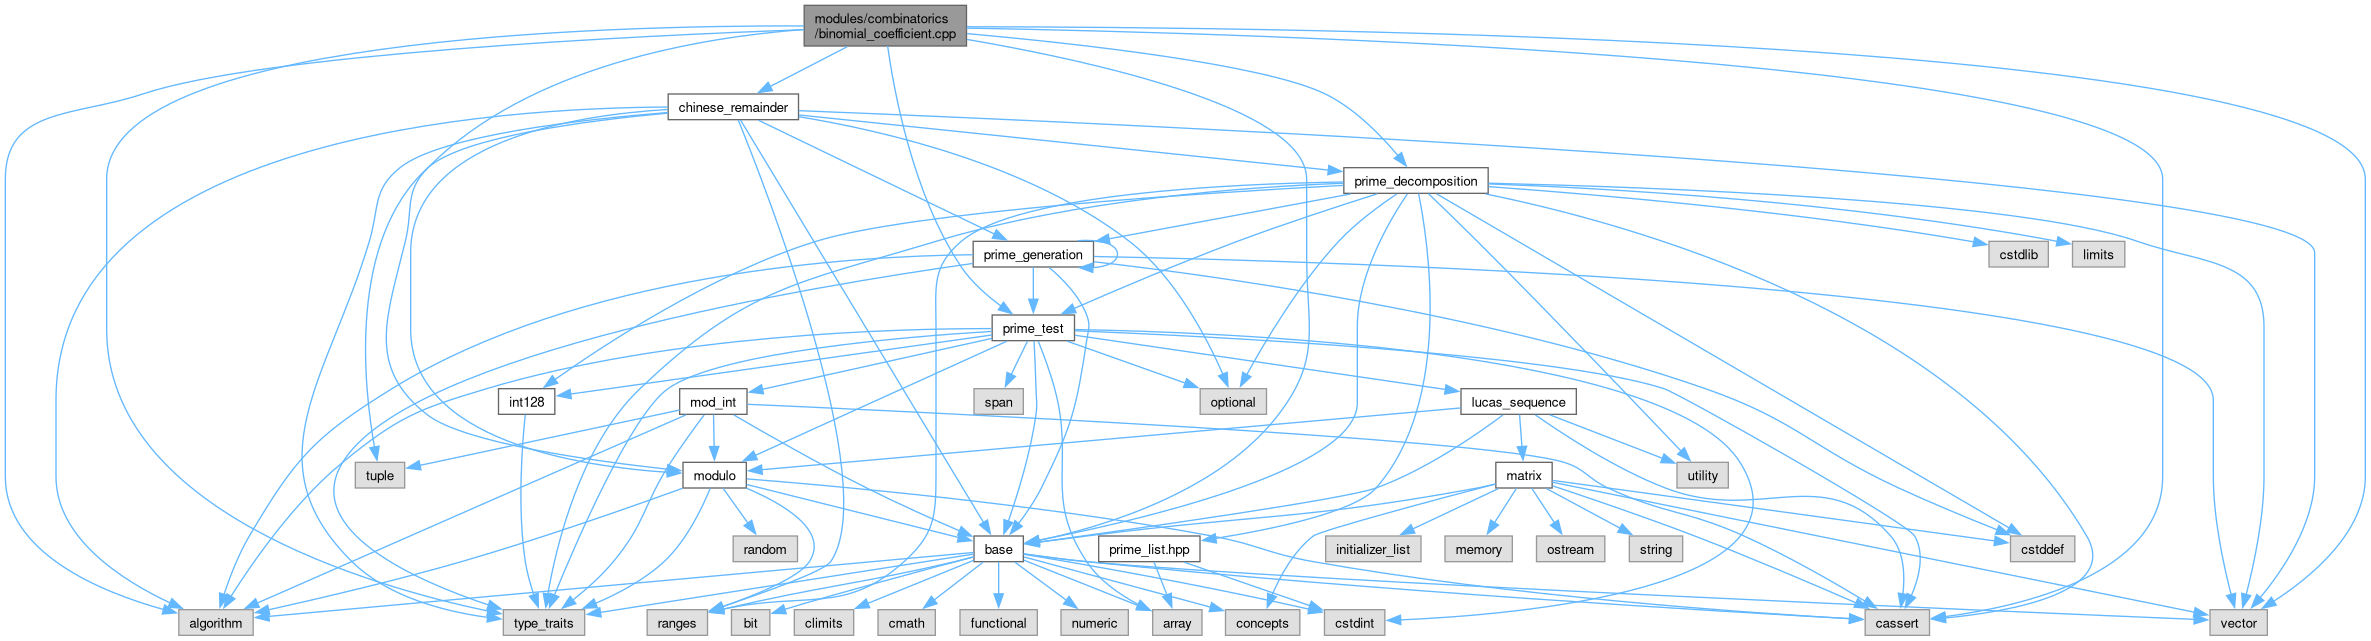 modules/combinatorics
/binomial_coefficient.cpp
chinese_remainder
prime_decomposition
prime_generation
cstdlib
limits
prime_test
int128
mod_int
span
optional
lucas_sequence
tuple
modulo
matrix
utility
random
base
prime_list.hpp
initializer_list
memory
ostream
string
cstddef
algorithm
type_traits
ranges
bit
climits
cmath
functional
numeric
array
concepts
cstdint
cassert
vector